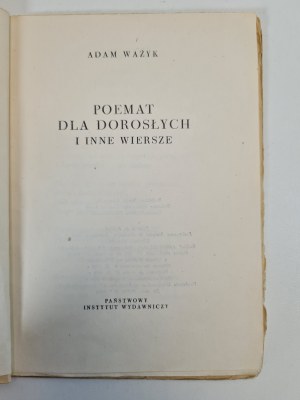 ADAM WAŻYK
POEMAT
DLA DOROSŁYCH
I INNE WIERSZE
PAŃSTWOWY
INSTYTUT WYDAWNICZY